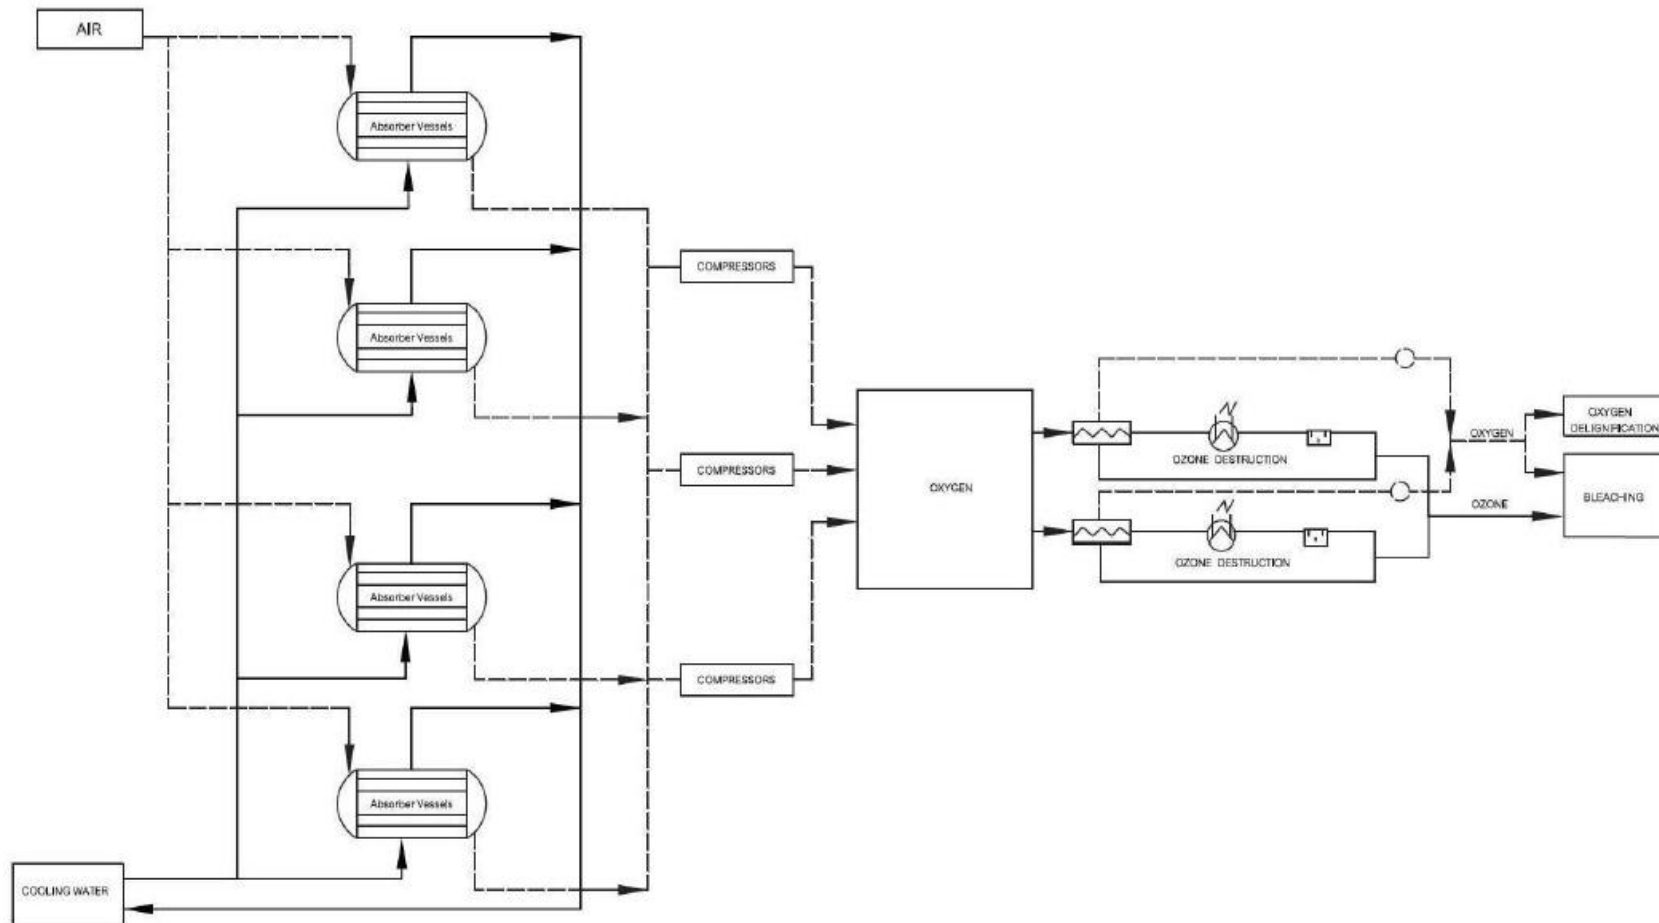 AIR
Absorber Vessels
Absorber Vessels
Absorber Vessels
Absorber Vessels
COOLING WATER
COMPRESSORS
COMPRESSORS
COMPRESSORS
OXYGEN
OZONE DESTRUCTION
OZONE DESTRUCTION
OXYGEN
OZONE
OXYGEN
DELIGNIFICATION
BLEACHING